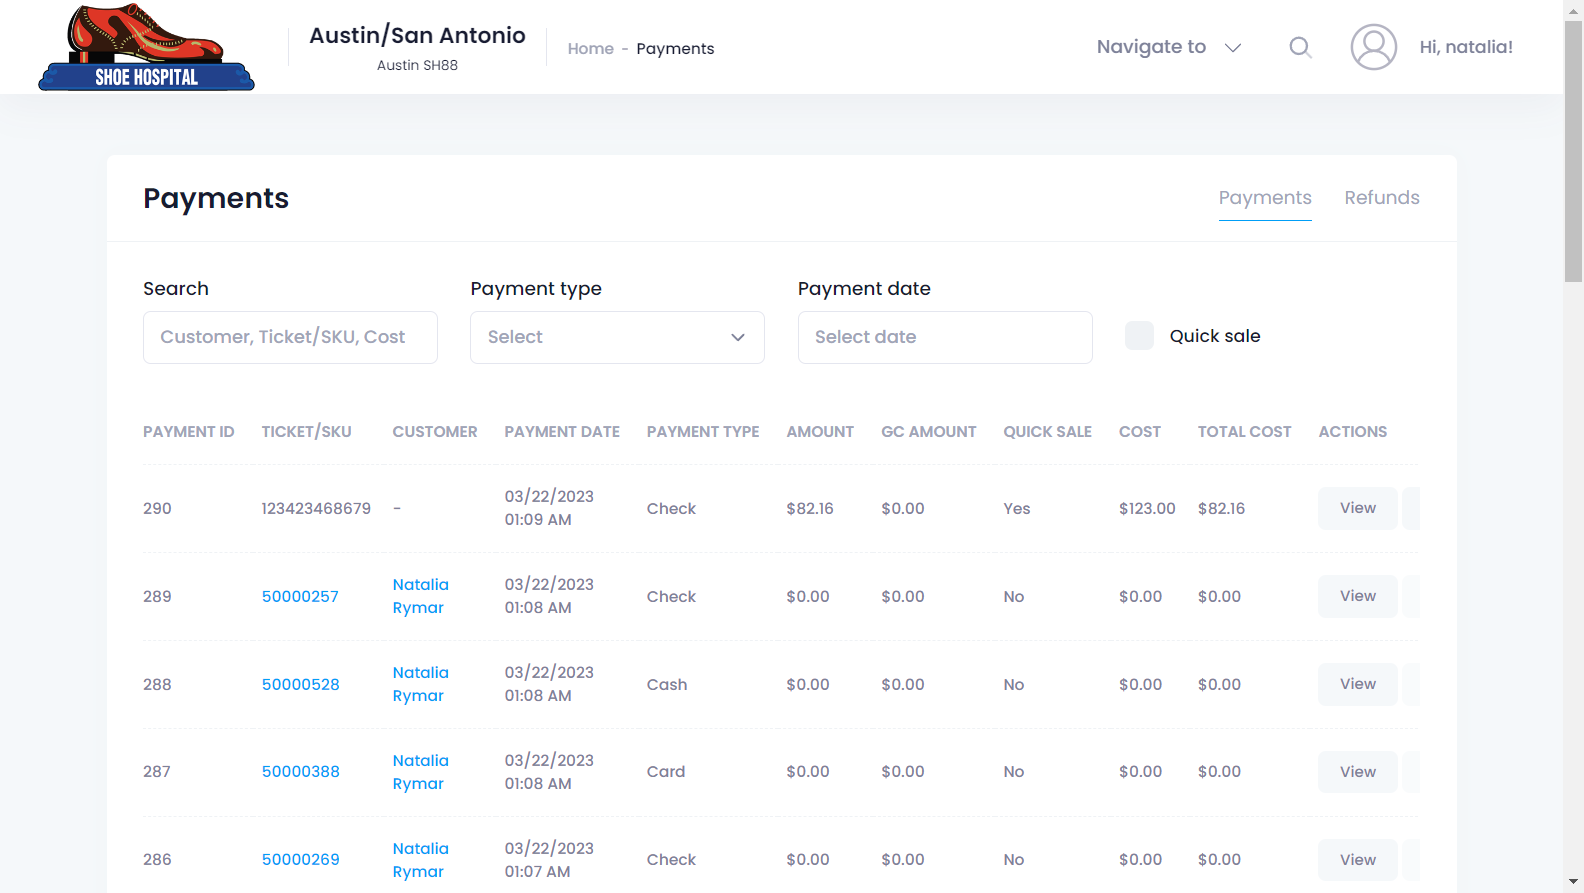 SHOE HOSPITAL
Austin/San Antonio
Austin SH88
Home - Payments
Navigate to
Hi, natalia!
Payments
Payments Refunds
Search Payment type Payment date
Customer, Ticket/SKU, Cost Select Select date Quick sale
PAYMENT ID TICKET/SKU CUSTOMER PAYMENT DATE PAYMENT TYPE AMOUNT GC AMOUNT QUICK SALE COST TOTAL COST ACTIONS
290 123423468679 - 03/22/2023 01:09 AM Check $82.16 $0.00 Yes $123.00 $82.16 View
289 50000257 Natalia Rymar 03/22/2023 01:08 AM Check $0.00 $0.00 No $0.00 $0.00 View
288 50000528 Natalia Rymar 03/22/2023 01:08 AM Cash $0.00 $0.00 No $0.00 $0.00 View
287 50000388 Natalia Rymar 03/22/2023 01:08 AM Card $0.00 $0.00 No $0.00 $0.00 View
286 50000269 Natalia Rymar 03/22/2023 01:07 AM Check $0.00 $0.00 No $0.00 $0.00 View